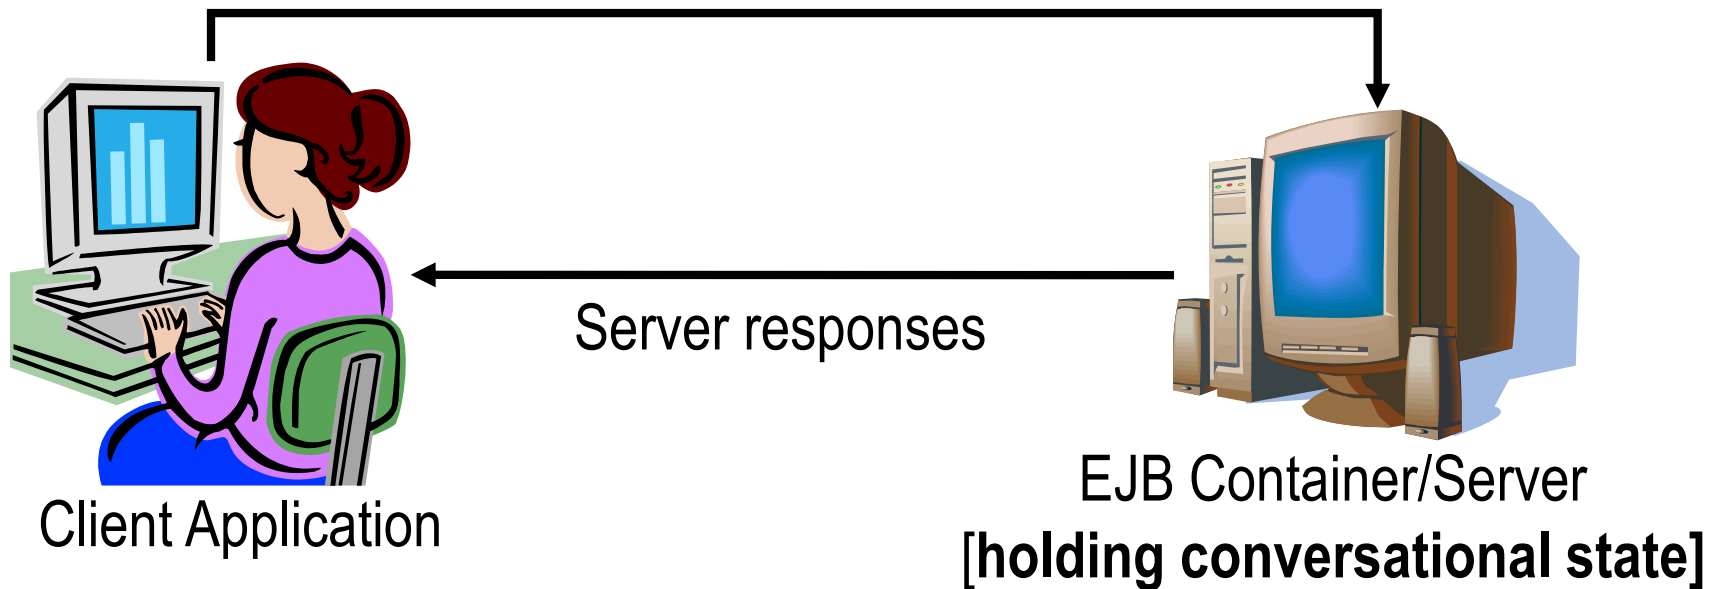 Server responses
Client Application
EJB Container/Server
[holding conversational state]